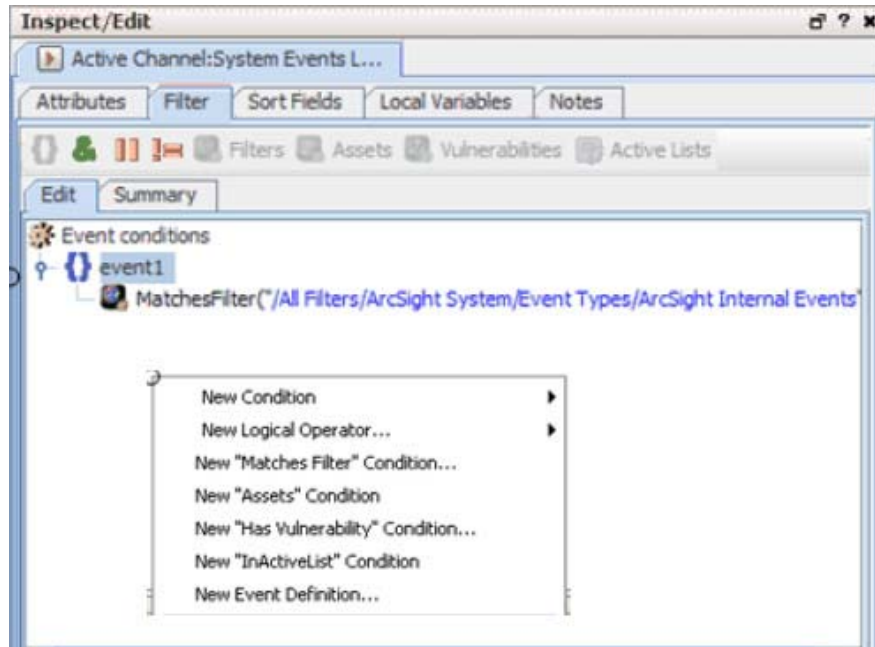 Inspect/Edit
Active Channel:System Events L...
Attributes Filter Sort Fields Local Variables Notes
Filters Assets Vulnerabilities Active Lists
Edit Summary
Event conditions
event1
MatchesFilter("/All Filters/ArcSight System/Event Types/ArcSight Internal Events"
New Condition
New Logical Operator...
New "Matches Filter" Condition...
New "Assets" Condition
New "Has Vulnerability" Condition...
New "InActiveList" Condition
New Event Definition...